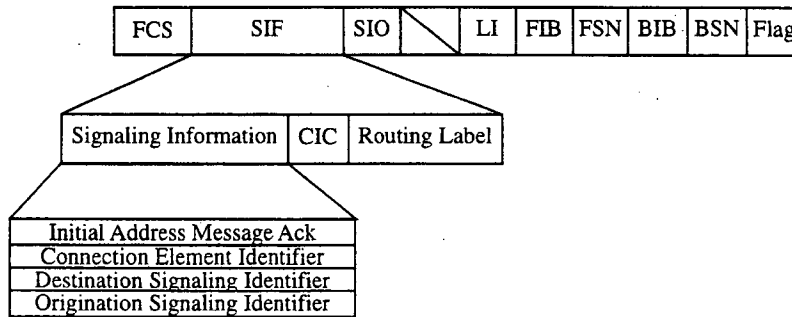 FCS SIF SIO LI FIB FSN BIB BSN Flag
Signaling Information CIC Routing Label
Initial Address Message Ack
Connection Element Identifier
Destination Signaling Identifier
Origination Signaling Identifier